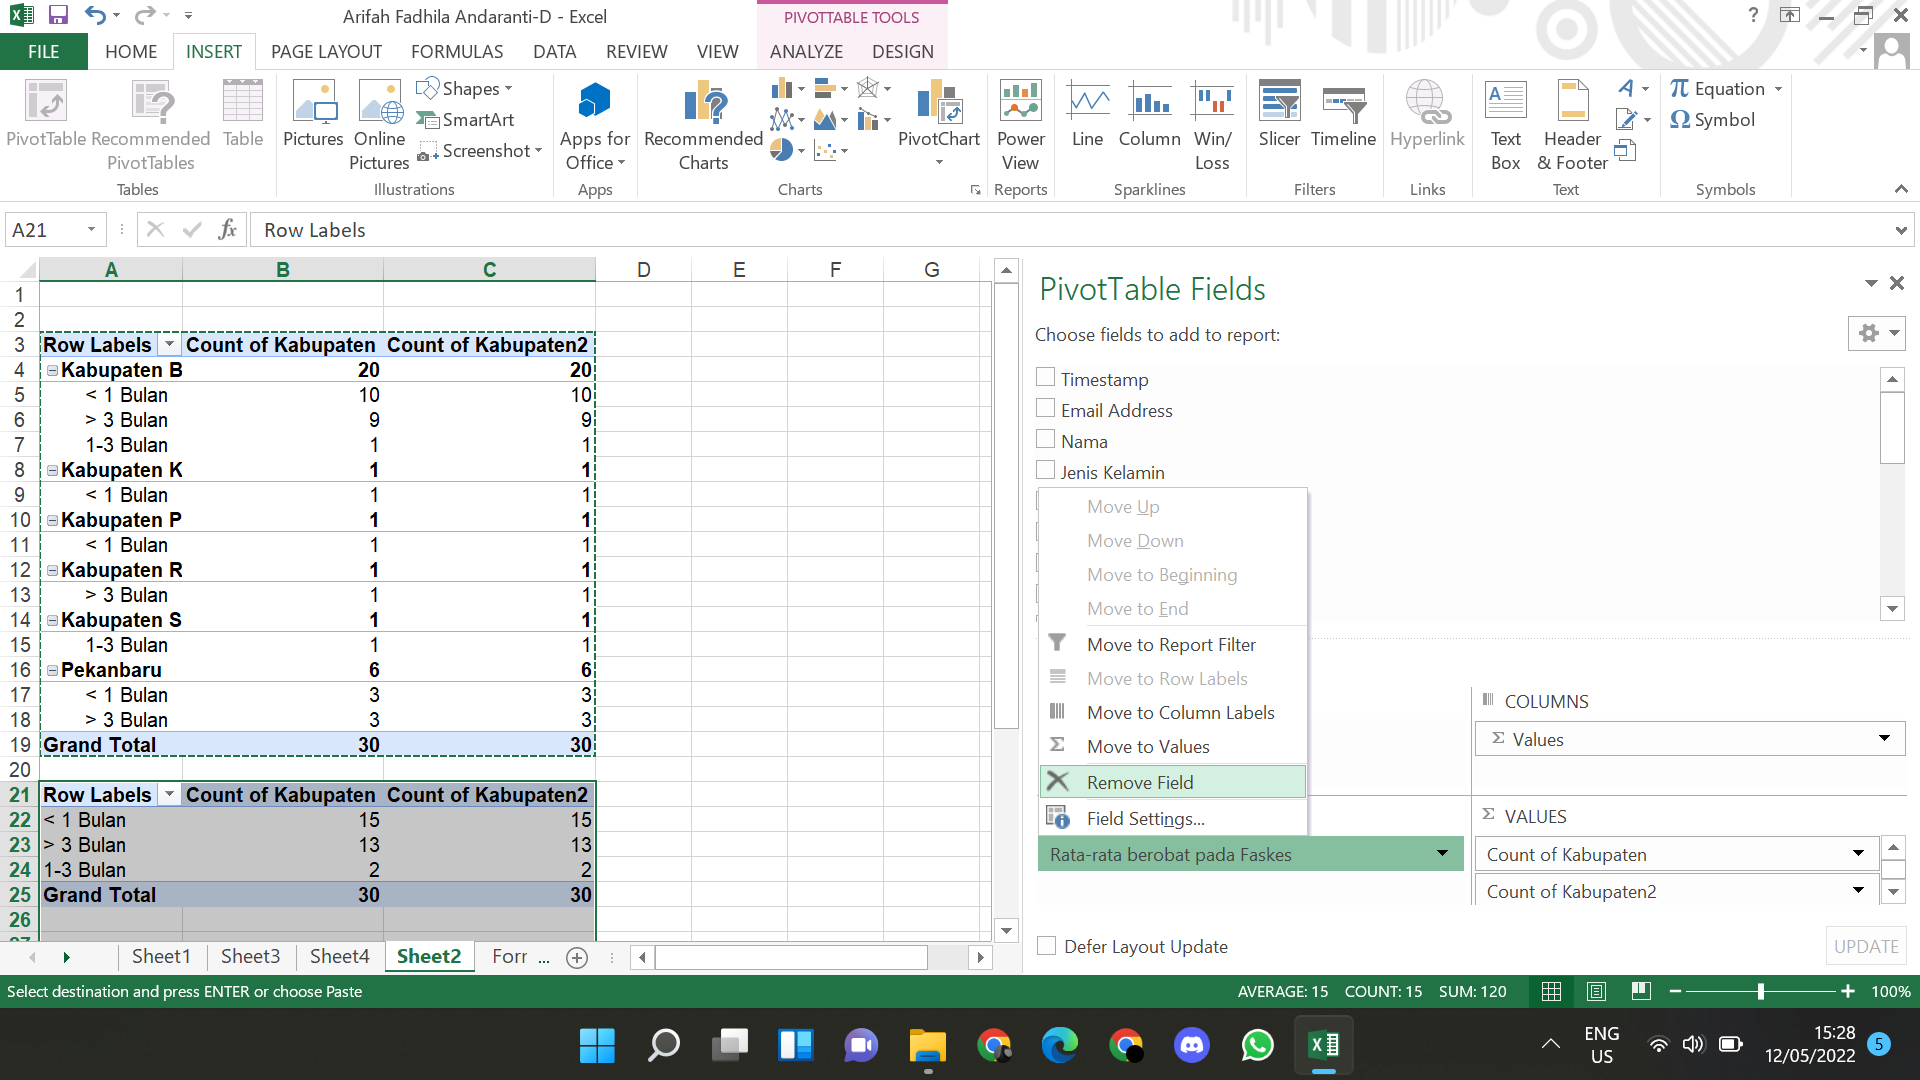 Arifah Fadhila Andaranti-D - Excel
PIVOTTABLE TOOLS
?
FILE HOME INSERT PAGE LAYOUT FORMULAS DATA REVIEW VIEW ANALYZE DESIGN
PivotTable
Recommended PivotTables
Table
Tables
Pictures
Online Pictures
Shapes
SmartArt
Screenshot
Illustrations
Apps for Office
Apps
Recommended Charts
PivotChart
Charts
Power View
Reports
Line
Column
Win/ Loss
Sparklines
Slicer
Timeline
Filters
Hyperlink
Links
Text Box
Header & Footer
Text
π Equation
Ω Symbol
Symbols
A21 fx Row Labels
A B C D E F G
1
2
3 Row Labels Count of Kabupaten Count of Kabupaten2
4 Kabupaten B 20 20
5 < 1 Bulan 10 10
6 > 3 Bulan 9 9
7 1-3 Bulan 1 1
8 Kabupaten K 1 1
9 < 1 Bulan 1 1
10 Kabupaten P 1 1
11 < 1 Bulan 1 1
12 Kabupaten R 1 1
13 > 3 Bulan 1 1
14 Kabupaten S 1 1
15 1-3 Bulan 1 1
16 Pekanbaru 6 6
17 < 1 Bulan 3 3
18 > 3 Bulan 3 3
19 Grand Total 30 30
20
21 Row Labels Count of Kabupaten Count of Kabupaten2
22 < 1 Bulan 15 15
23 > 3 Bulan 13 13
24 1-3 Bulan 2 2
25 Grand Total 30 30
26
PivotTable Fields
Choose fields to add to report:
Timestamp
Email Address
Nama
Jenis Kelamin
Move Up
Move Down
Move to Beginning
Move to End
Move to Report Filter
Move to Row Labels
Move to Column Labels
Σ Move to Values
Remove Field
Field Settings...
Rata-rata berobat pada Faskes
COLUMNS
Σ Values
Σ VALUES
Count of Kabupaten
Count of Kabupaten2
Defer Layout Update
UPDATE
Sheet1 Sheet3 Sheet4 Sheet2 Forr ...
Select destination and press ENTER or choose Paste
AVERAGE: 15 COUNT: 15 SUM: 120
100%
ENG
US
15:28
12/05/2022
5